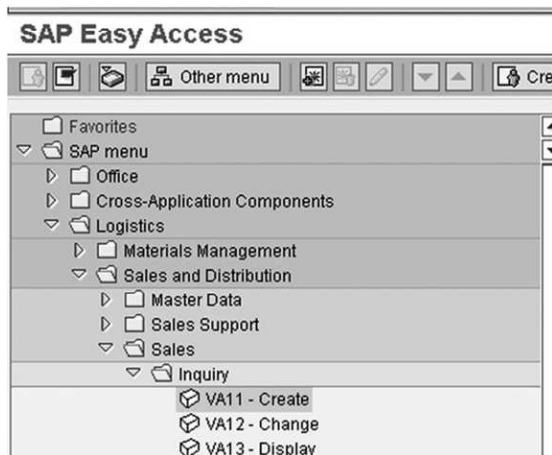 SAP Easy Access
Other menu Cre
Favorites
SAP menu
Office
Cross-Application Components
Logistics
Materials Management
Sales and Distribution
Master Data
Sales Support
Sales
Inquiry
VA11 - Create
VA12 - Change
VA13 - Display